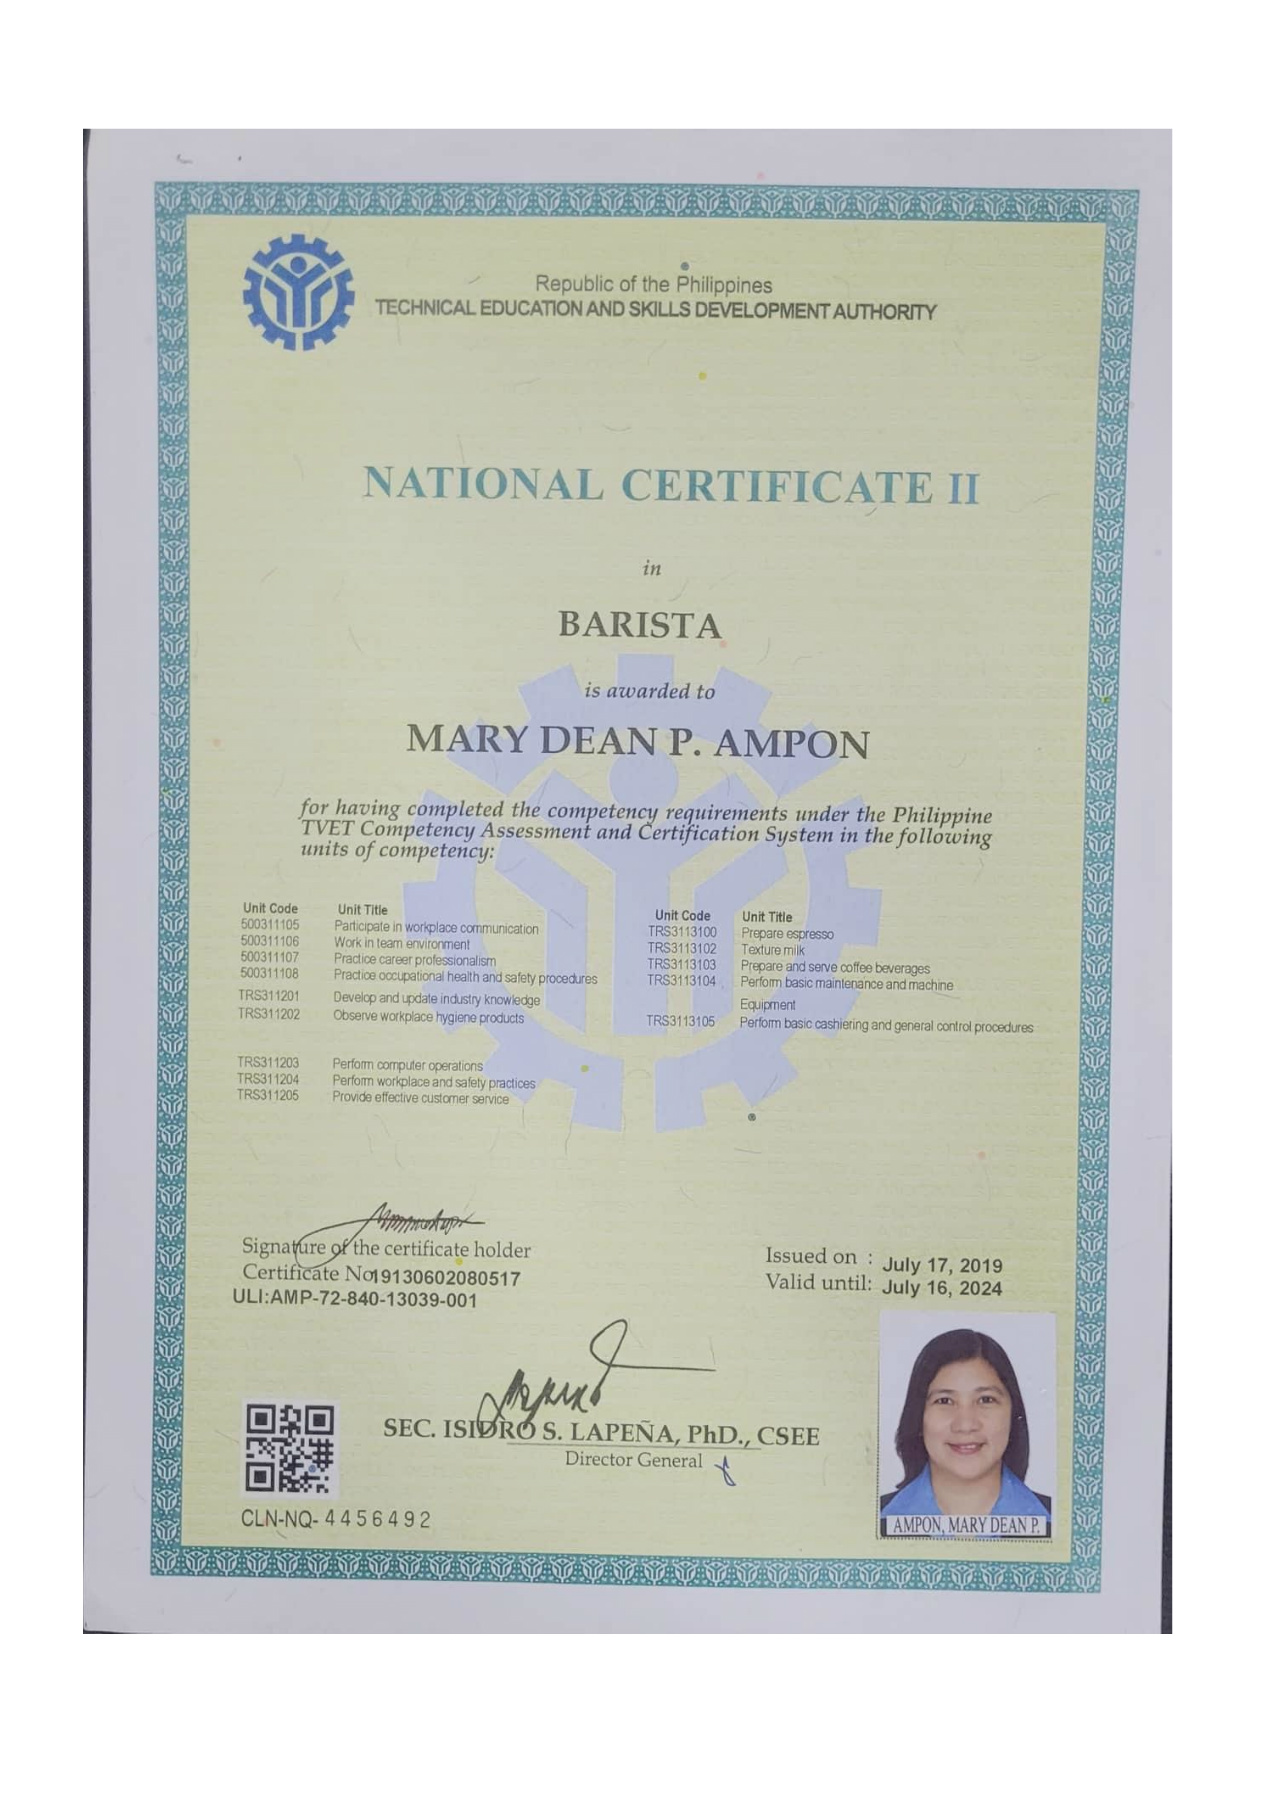 Republic of the Philippines
TECHNICAL EDUCATION AND SKILLS DEVELOPMENT AUTHORITY
NATIONAL CERTIFICATE II
in
BARISTA
is awarded to
MARY DEAN P. AMPON
for having completed the competency requirements under the Philippine
TVET Competency Assessment and Certification System in the following
units of competency:
Unit Code Unit Title
500311105 Participate in workplace communication
500311106 Work in team environment
500311107 Practice career professionalism
500311108 Practice occupational health and safety procedures
TRS311201 Develop and update industry knowledge
TRS311202 Observe workplace hygiene products
TRS311203 Perform computer operations
TRS311204 Perform workplace and safety practices
TRS311205 Provide effective customer service
Unit Code Unit Title
TRS3113100 Prepare espresso
TRS3113102 Texture milk
TRS3113103 Prepare and serve coffee beverages
TRS3113104 Perform basic maintenance and machine
Equipment
TRS3113105 Perform basic cashiering and general control procedures
Signature of the certificate holder
Certificate No19130602080517
ULI:AMP-72-840-13039-001
Issued on : July 17, 2019
Valid until: July 16, 2024
SEC. ISIDRO S. LAPEÑA, PhD., CSEE
Director General
CLN-NQ- 4456492
AMPON, MARY DEAN P.